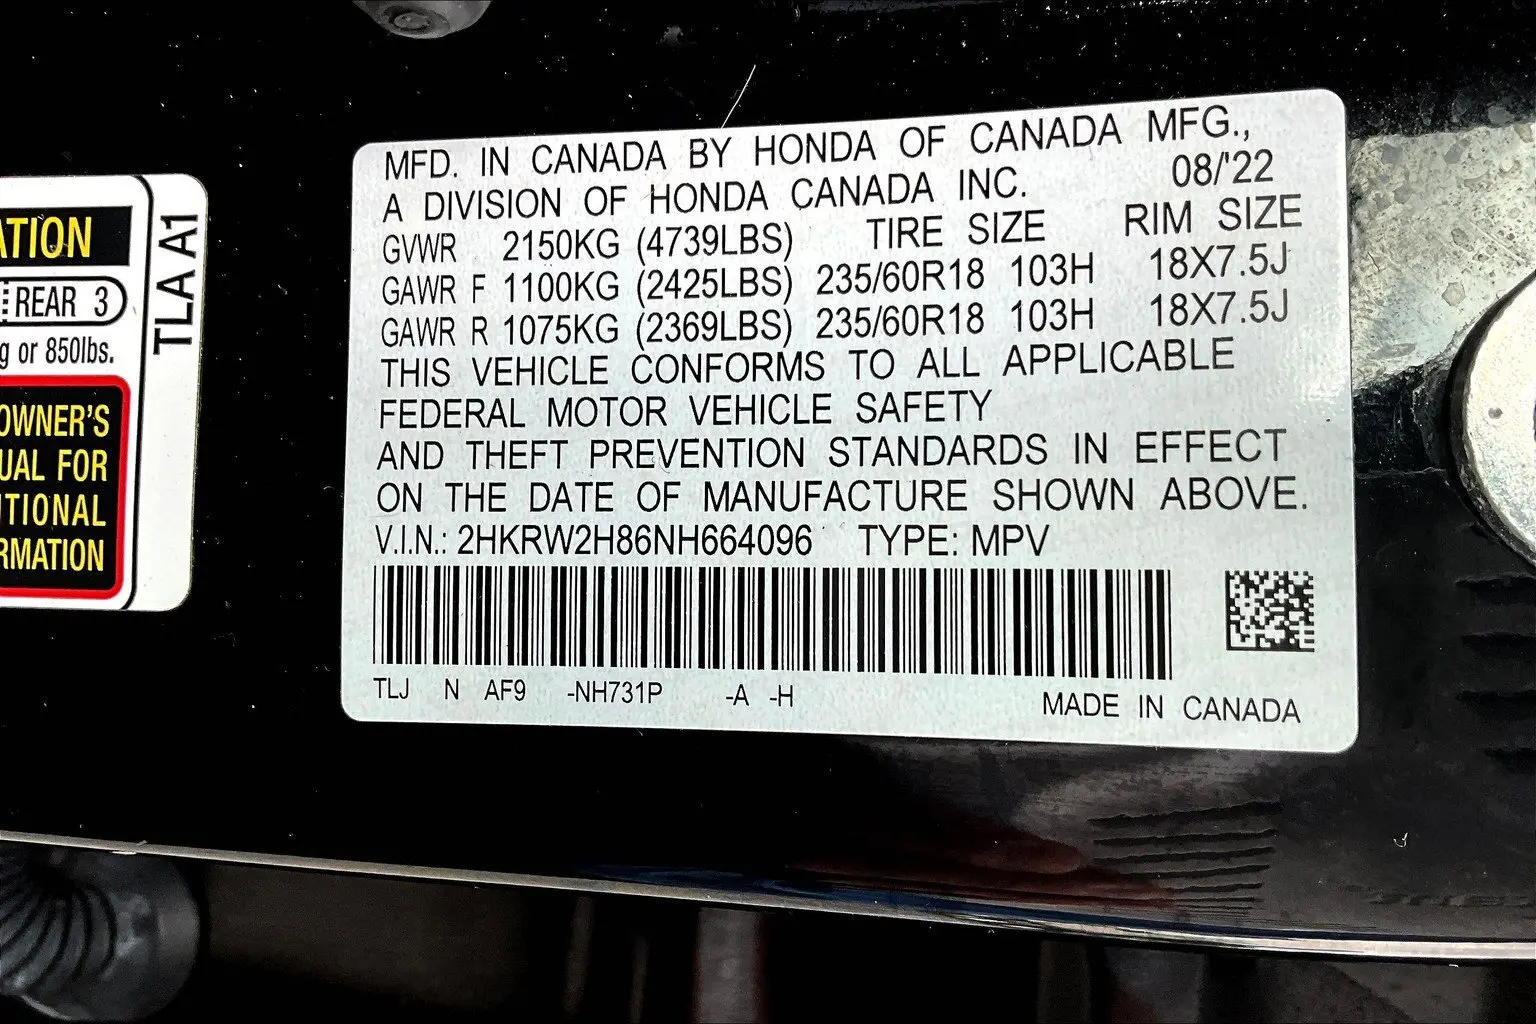 MFD. IN CANADA BY HONDA OF CANADA MFG.,
A DIVISION OF HONDA CANADA INC. 08/'22
GVWR 2150KG (4739LBS) TIRE SIZE RIM SIZE
GAWR F 1100KG (2425LBS) 235/60R18 103H 18X7.5J
GAWR R 1075KG (2369LBS) 235/60R18 103H 18X7.5J
THIS VEHICLE CONFORMS TO ALL APPLICABLE
FEDERAL MOTOR VEHICLE SAFETY
AND THEFT PREVENTION STANDARDS IN EFFECT
ON THE DATE OF MANUFACTURE SHOWN ABOVE.
V.I.N.: 2HKRW2H86NH664096 TYPE: MPV
TLJ N AF9 -NH731P -A -H MADE IN CANADA
ATION
REAR 3
g or 850lbs.
OWNER'S
UAL FOR
ITIONAL
RMATION
TLA A1